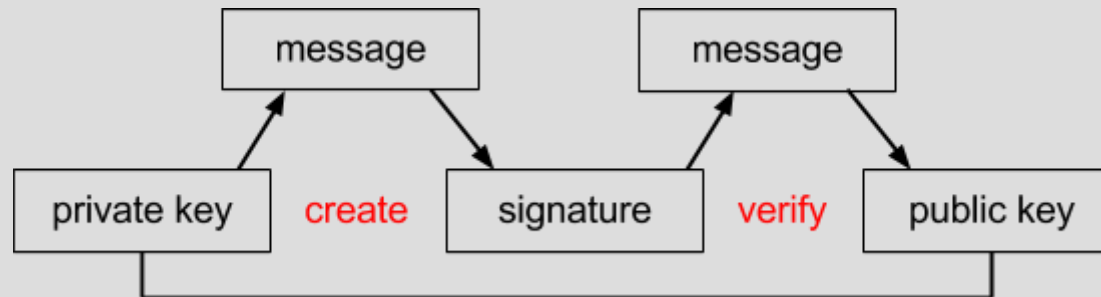 message
message
private key
create
signature
verify
public key